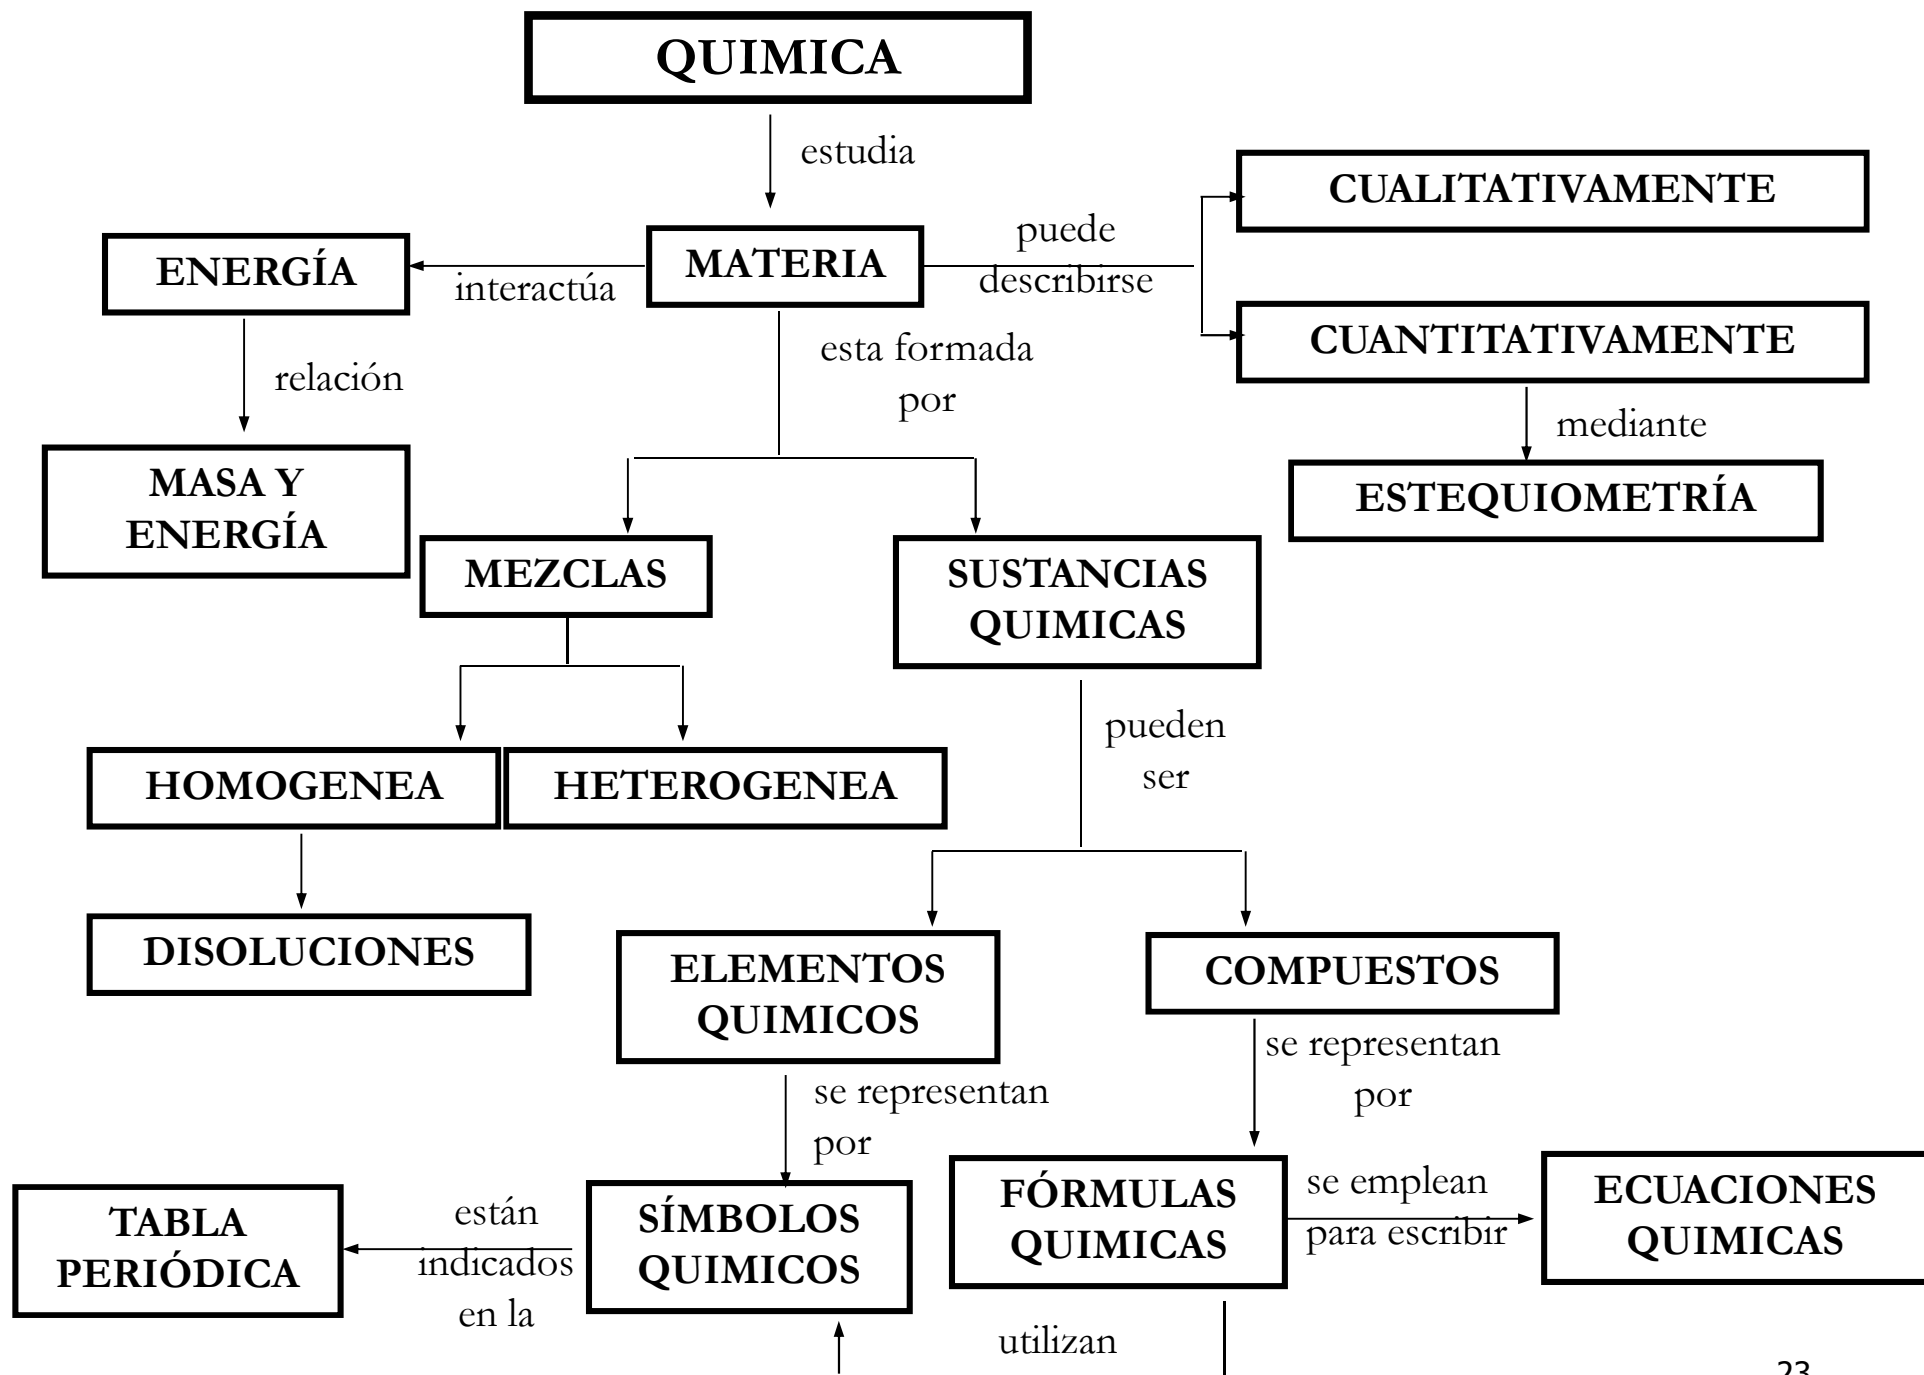 QUIMICA
estudia
CUALITATIVAMENTE
puede
describirse
MATERIA
ENERGÍA
interactúa
CUANTITATIVAMENTE
esta formada
por
relación
mediante
MASA Y
ENERGÍA
ESTEQUIOMETRÍA
MEZCLAS
SUSTANCIAS
QUIMICAS
pueden
ser
HOMOGENEA
HETEROGENEA
DISOLUCIONES
ELEMENTOS
QUIMICOS
COMPUESTOS
se representan
por
se representan
por
TABLA
PERIÓDICA
están
indicados
en la
SÍMBOLOS
QUIMICOS
FÓRMULAS
QUIMICAS
se emplean
para escribir
ECUACIONES
QUIMICAS
utilizan
23